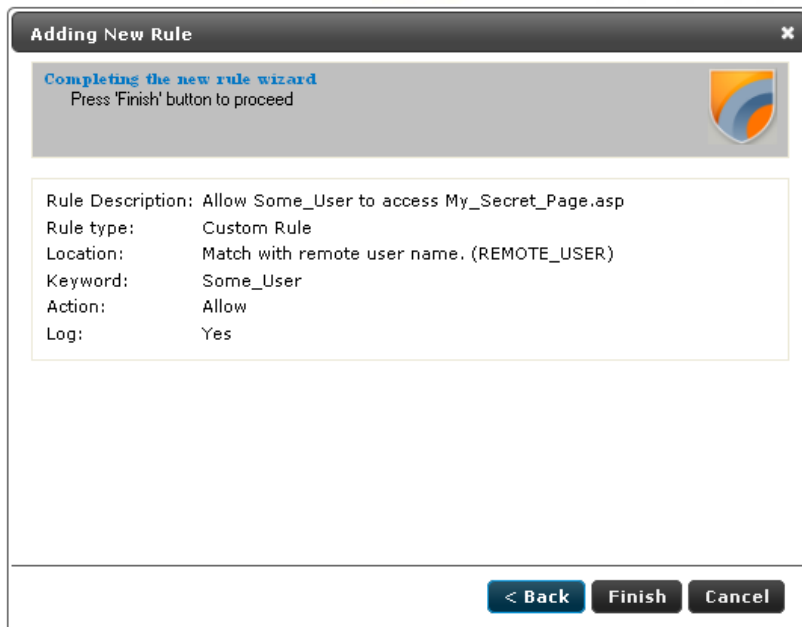 Adding New Rule
Completing the new rule wizard
Press 'Finish' button to proceed
Rule Description: Allow Some_User to access My_Secret_Page.asp
Rule type: Custom Rule
Location: Match with remote user name. (REMOTE_USER)
Keyword: Some_User
Action: Allow
Log: Yes
< Back Finish Cancel